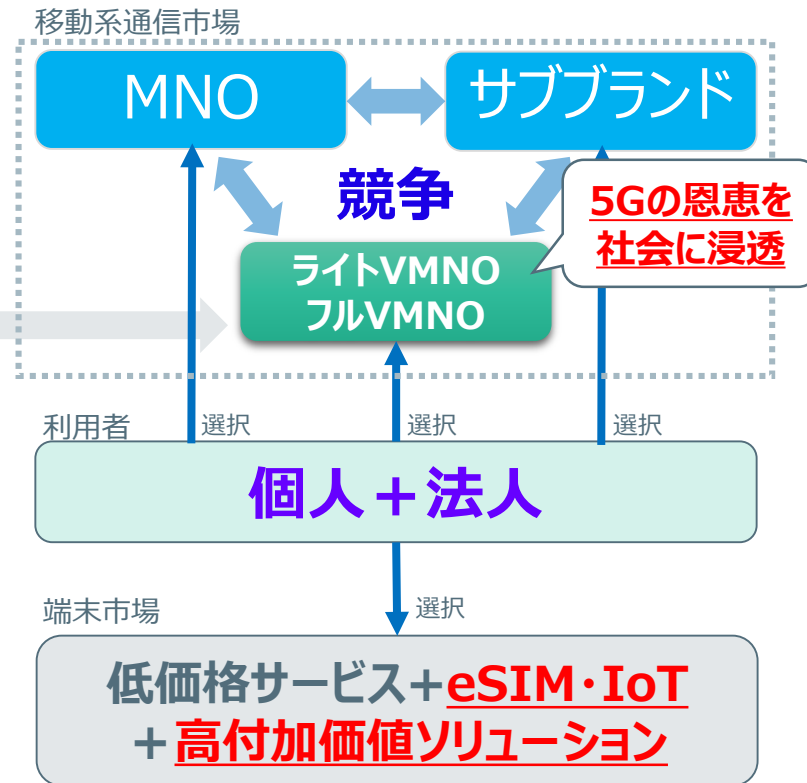 移動系通信市場
MNO
サブブランド
競争
5Gの恩恵を
社会に浸透
ライトVMNO
フルVMNO
利用者
選択
選択
選択
個人＋法人
端末市場
選択
低価格サービス+eSIM･IoT
+高付加価値ソリューション